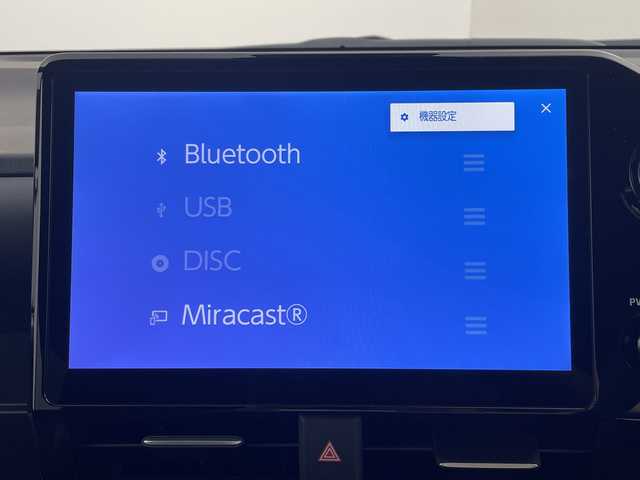 機器設定
Bluetooth
USB
DISC
Miracast®